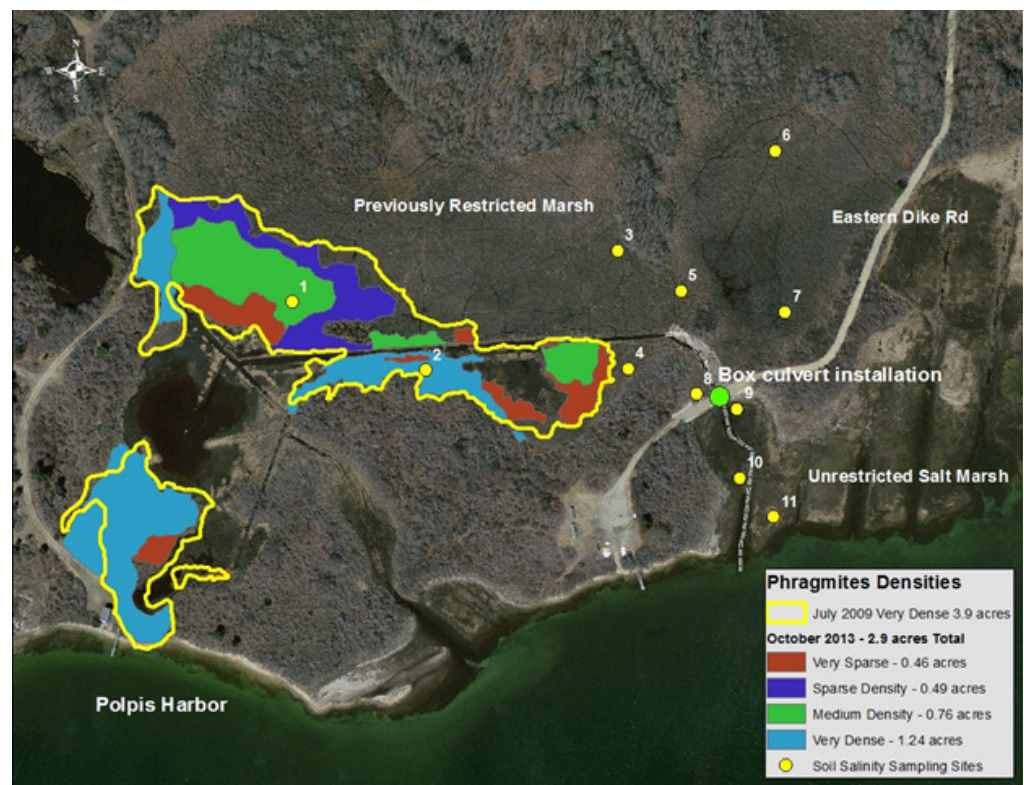 N
W E
S
6
Previously Restricted Marsh
Eastern Dike Rd
3
5
1
7
2
4
Box culvert installation
8
9
10
Unrestricted Salt Marsh
11
Polpis Harbor
Phragmites Densities
July 2009 Very Dense 3.9 acres
October 2013 - 2.9 acres Total
Very Sparse - 0.46 acres
Sparse Density - 0.49 acres
Medium Density - 0.76 acres
Very Dense - 1.24 acres
Soil Salinity Sampling Sites